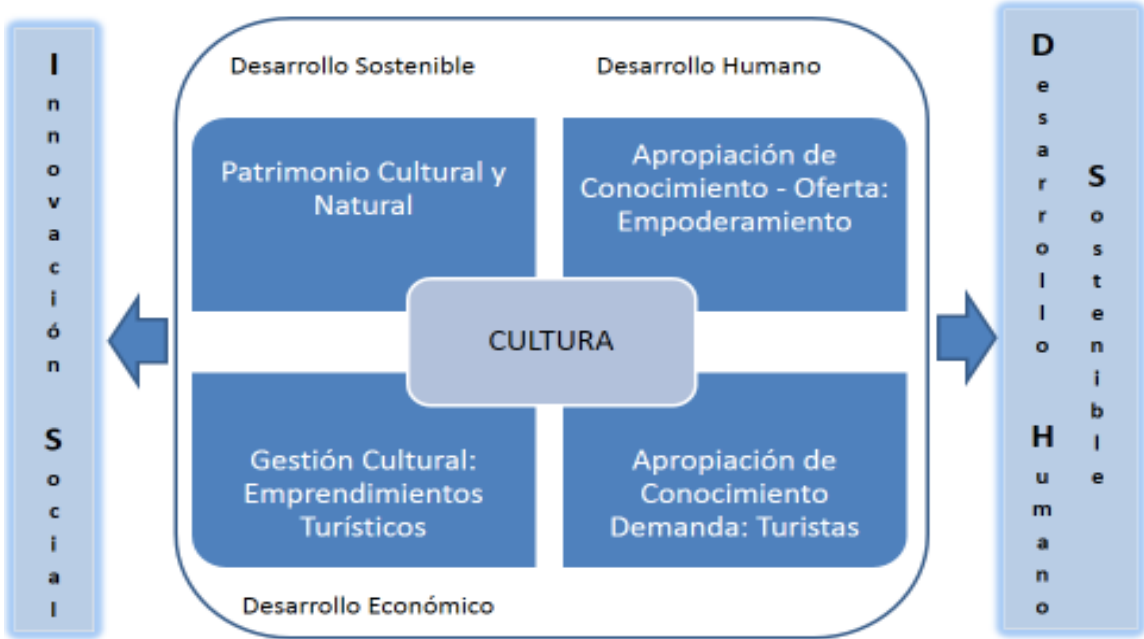 Innovación Social
Desarrollo Sostenible
Desarrollo Humano
Patrimonio Cultural y
Natural
Apropiación de
Conocimiento - Oferta:
Empoderamiento
CULTURA
Gestión Cultural:
Emprendimientos
Turísticos
Apropiación de
Conocimiento
Demanda: Turistas
Desarrollo Económico
Desarrollo Humano
Sostenible